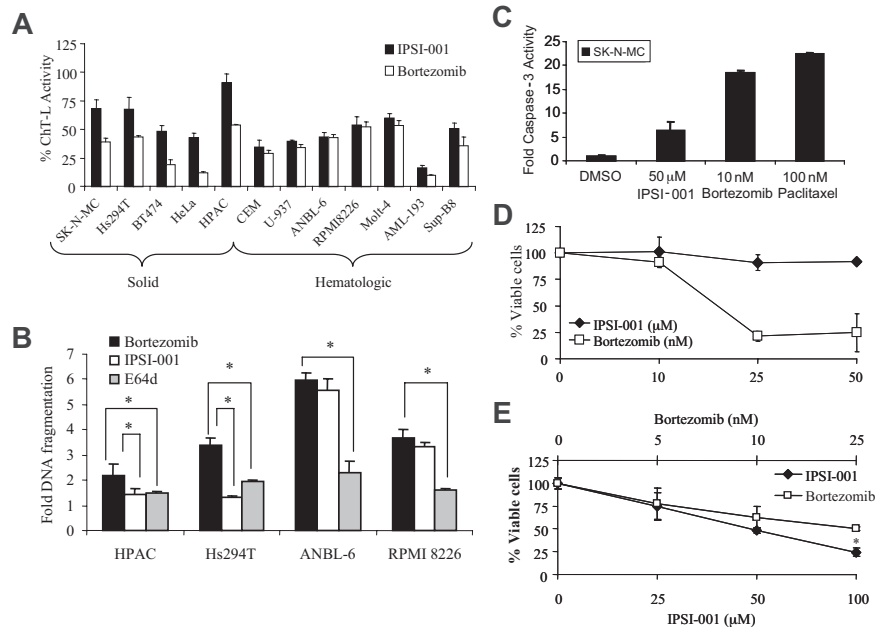 A
% ChT-L Activity
125
100
75
50
25
0
IPSI-001
Bortezomib
SK-N-MC
Hs294T
BT474
HeLa
HPAC
CEM
U-937
ANBL-6
RPMI8226
Molt-4
AML-193
Sup-B8
Solid
Hematologic
B
Fold DNA fragmentation
Bortezomib
IPSI-001
E64d
7
6
5
4
3
2
1
0
*
*
*
*
*
*
HPAC
Hs294T
ANBL-6
RPMI 8226
C
Fold Caspase-3 Activity
SK-N-MC
25
20
15
10
5
0
DMSO
50 µM
IPSI-001
10 nM
Bortezomib
100 nM
Paclitaxel
D
% Viable cells
125
100
75
50
25
0
IPSI-001 (µM)
Bortezomib (nM)
0
10
25
50
E
Bortezomib (nM)
0
5
10
25
% Viable cells
125
100
75
50
25
0
IPSI-001
Bortezomib
*
0
25
50
100
IPSI-001 (µM)